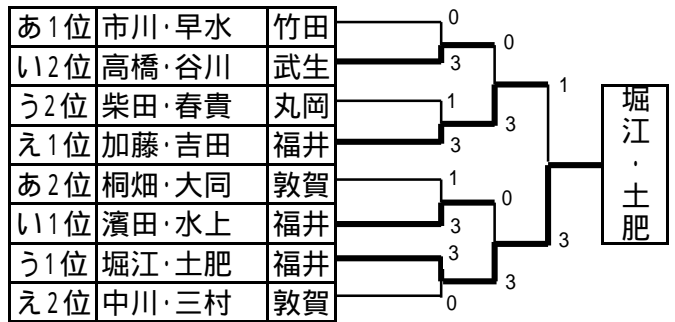 あ1位 市川・早水 竹田
い2位 高橋・谷川 武生
う2位 柴田・春貴 丸岡
え1位 加藤・吉田 福井
あ2位 桐畑・大同 敦賀
い1位 濱田・水上 福井
う1位 堀江・土肥 福井
え2位 中川・三村 敦賀
0
3
1
3
1
3
3
0
0
3
0
3
1
3
堀江・土肥